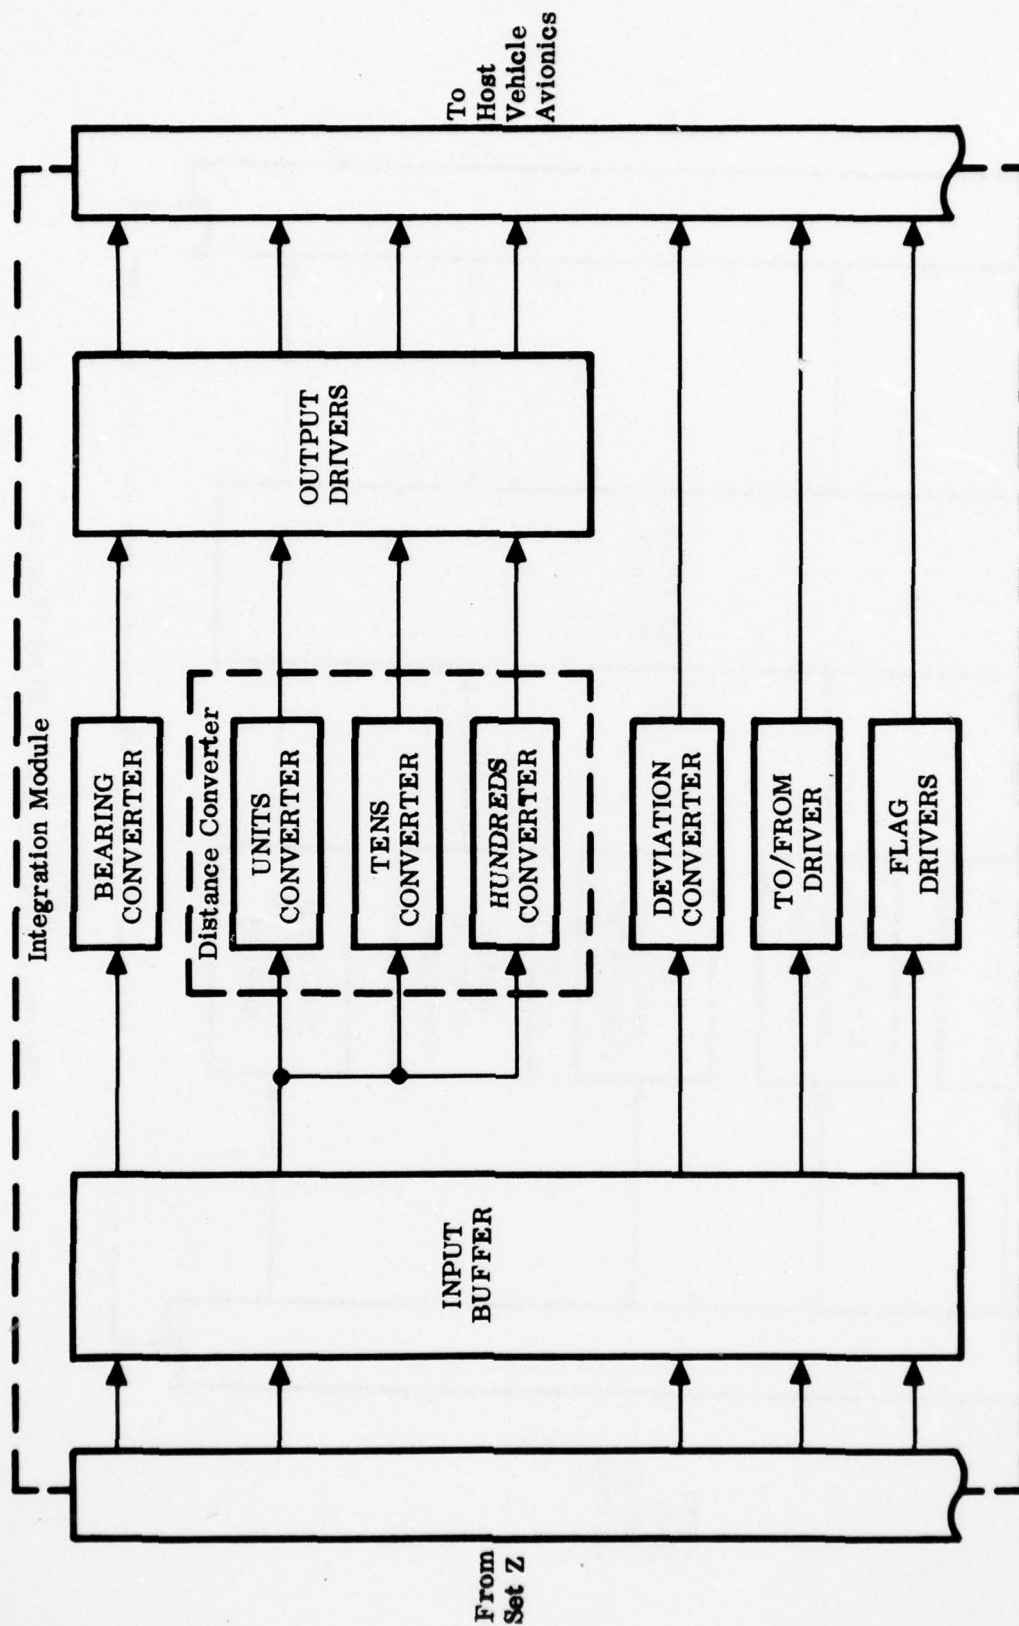 Integration Module
From
Set Z
INPUT
BUFFER
BEARING
CONVERTER
Distance Converter
UNITS
CONVERTER
TENS
CONVERTER
HUNDREDS
CONVERTER
DEVIATION
CONVERTER
TO/FROM
DRIVER
FLAG
DRIVERS
OUTPUT
DRIVERS
To
Host
Vehicle
Avionics